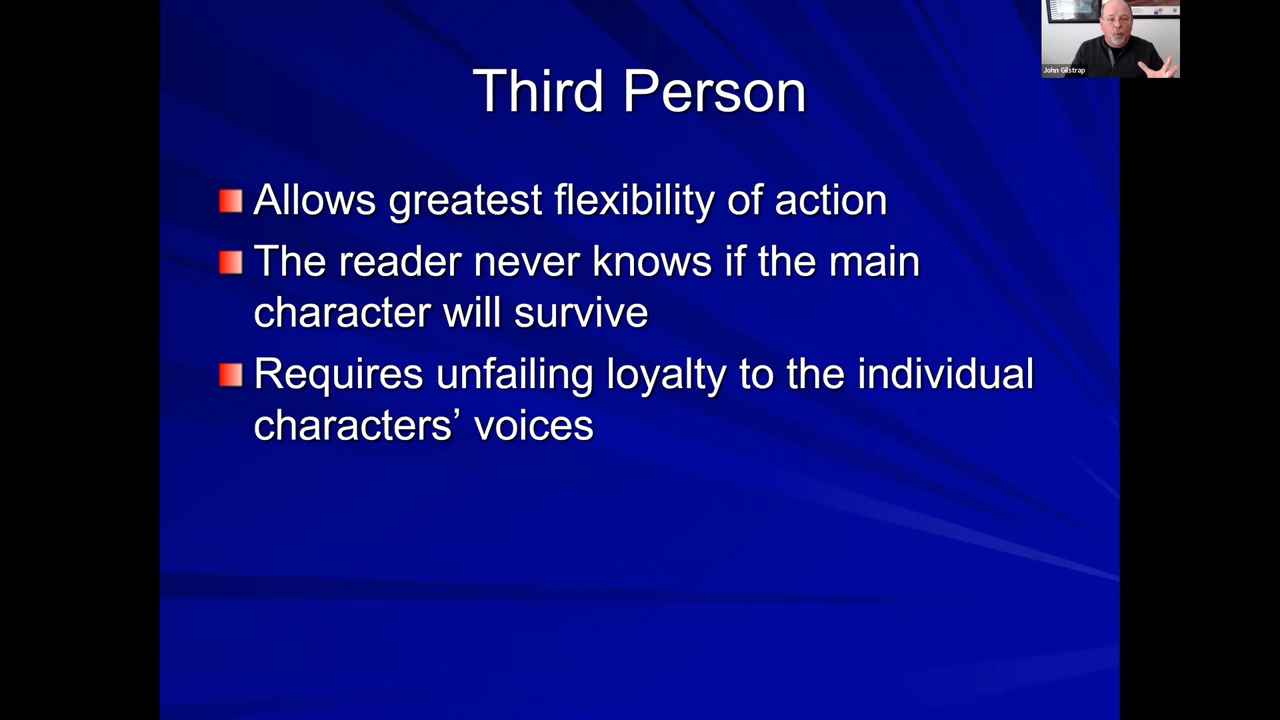 John Gilstrap
Third Person
Allows greatest flexibility of action
The reader never knows if the main
character will survive
Requires unfailing loyalty to the individual
characters’ voices